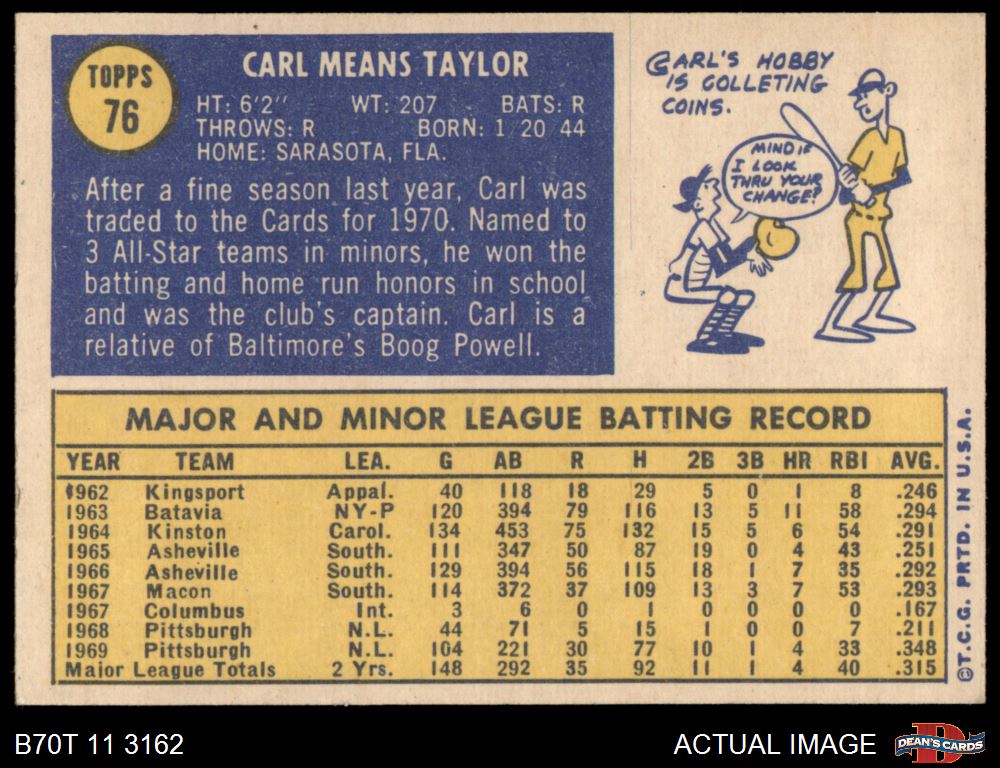 TOPPS
76
CARL MEANS TAYLOR
HT: 6'2" WT: 207 BATS: R
THROWS: R BORN: 1 20 44
HOME: SARASOTA, FLA.
After a fine season last year, Carl was
traded to the Cards for 1970. Named to
3 All-Star teams in minors, he won the
batting and home run honors in school
and was the club's captain. Carl is a
relative of Baltimore's Boog Powell.
CARL'S HOBBY
IS COLLETING
COINS.
MIND IF
I LOOK
THRU YOUR
CHANGE?
MAJOR AND MINOR LEAGUE BATTING RECORD
YEAR TEAM LEA. G AB R H 2B 3B HR RBI AVG.
1962 Kingsport Appal. 40 118 18 29 5 0 1 8 .246
1963 Batavia NY-P 120 394 79 116 13 5 11 58 .294
1964 Kinston Carol. 134 453 75 132 15 5 6 54 .291
1965 Asheville South. 111 347 50 87 19 0 4 43 .251
1966 Asheville South. 129 394 56 115 18 1 7 35 .292
1967 Macon South. 114 372 37 109 13 3 7 53 .293
1967 Columbus Int. 3 6 0 1 0 0 0 0 .167
1968 Pittsburgh N.L. 44 71 5 15 1 0 0 7 .211
1969 Pittsburgh N.L. 104 221 30 77 10 1 4 33 .348
Major League Totals 2 Yrs. 148 292 35 92 11 1 4 40 .315
©T.C.G. PRTD. IN U.S.A.
B70T 11 3162
ACTUAL IMAGE
D
DEAN'S CARDS